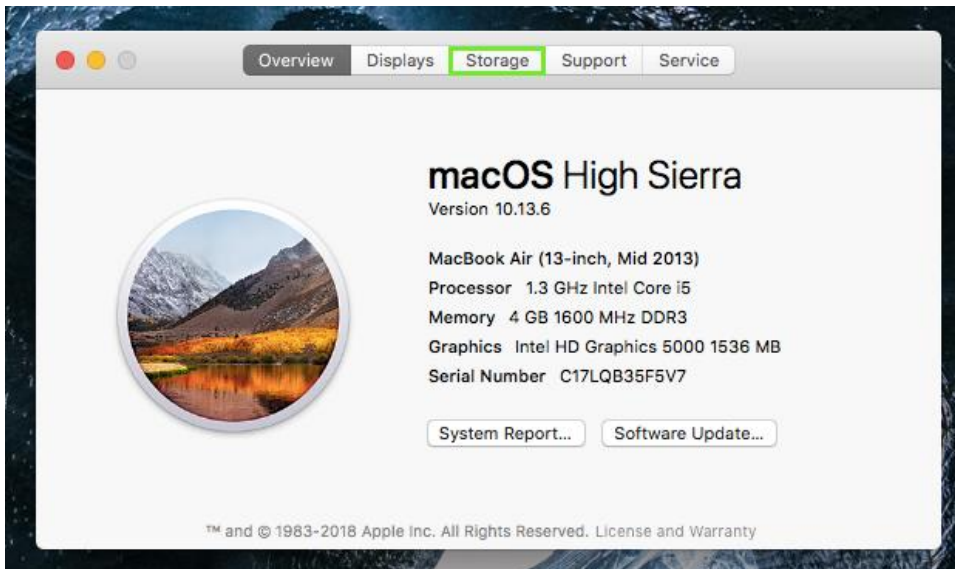 Overview Displays Storage Support Service
macOS High Sierra
Version 10.13.6
MacBook Air (13-inch, Mid 2013)
Processor 1.3 GHz Intel Core i5
Memory 4 GB 1600 MHz DDR3
Graphics Intel HD Graphics 5000 1536 MB
Serial Number C17LQB35F5V7
System Report... Software Update...
™ and © 1983-2018 Apple Inc. All Rights Reserved. License and Warranty